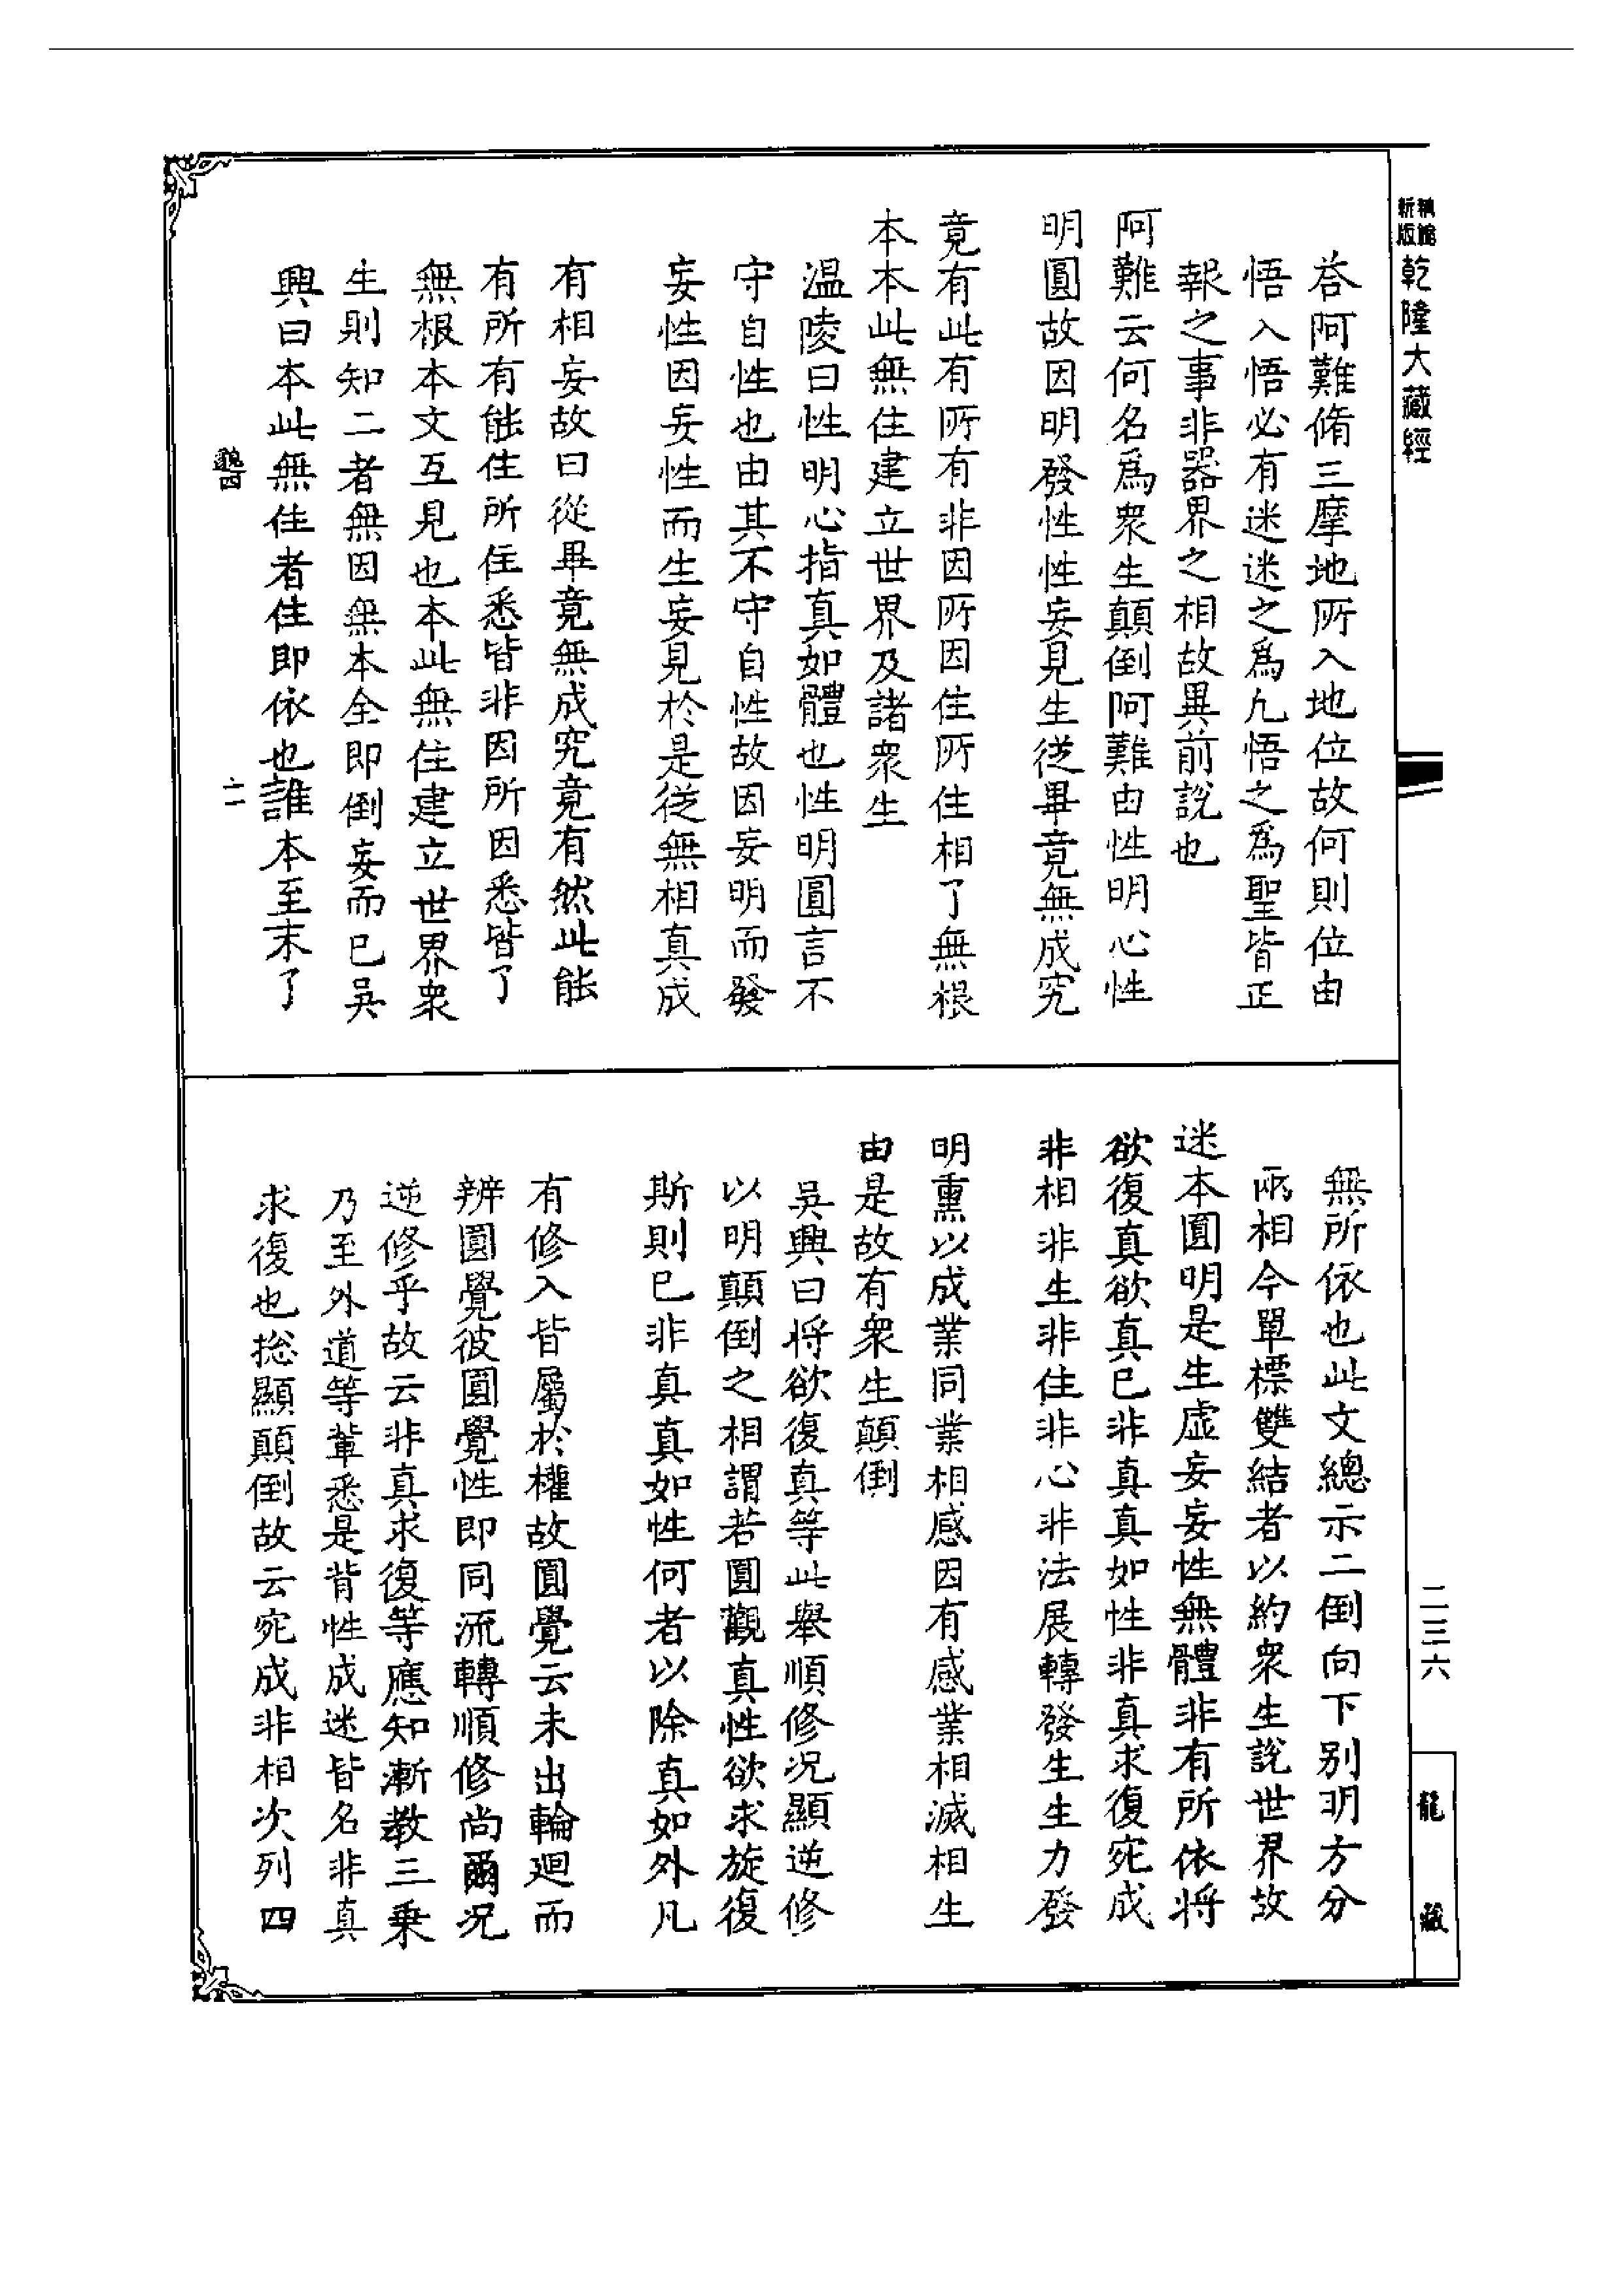 乾隆大藏經
答阿難脩三摩地所入地位故何則位由
悟入悟必有迷迷之爲九悟之爲聖皆正
報之事非器界之相故異前說也
阿難云何名爲衆生顛倒阿難由性明心性
明圓故因明發性性妄見生從畢竟無成究
竟有此有所有非因所因住所住相了無根
本本此無住建立世界及諸衆生
溫陵曰性明心指真如體也性明圓言不
守自性也由其不守自性故因妄明而發
妄性因妄性而生妄見於是從無相真成
有相妄故曰從畢竟無成究竟有然此能
有所有能住所住悉皆非因所因悉皆了
無根本文互見也本此無住建立世界衆
生則知二者無因無本全即倒妄而已吳
興曰本此無住者住即依也誰本至末了
六一
無所依也此文總示二倒向下別明方分
兩相今單標雙結者以約衆生說世界故
迷本圓明是生虛妄妄性無體非有所依將
欲復真欲真已非真真如性非真求復宛成
非相非生非住非心非法展轉發生生力發
明熏以成業同業相感因有感業相滅相生
由是故有衆生顛倒
吳興曰將欲復真等此舉順修況顯逆修
以明顛倒之相謂若圓觀真性欲求旋復
斯則已非真真如性何者以除真如外凡
有修入皆屬於權故圓覺云未出輪迴而
辨圓覺彼圓覺性即同流轉順修尚爾況
逆修乎故云非真求復等應知漸教三乗
乃至外道等輩悉是背性成迷皆名非真
求復也捴顯顛倒故云宛成非相次列四
二三六
龍藏